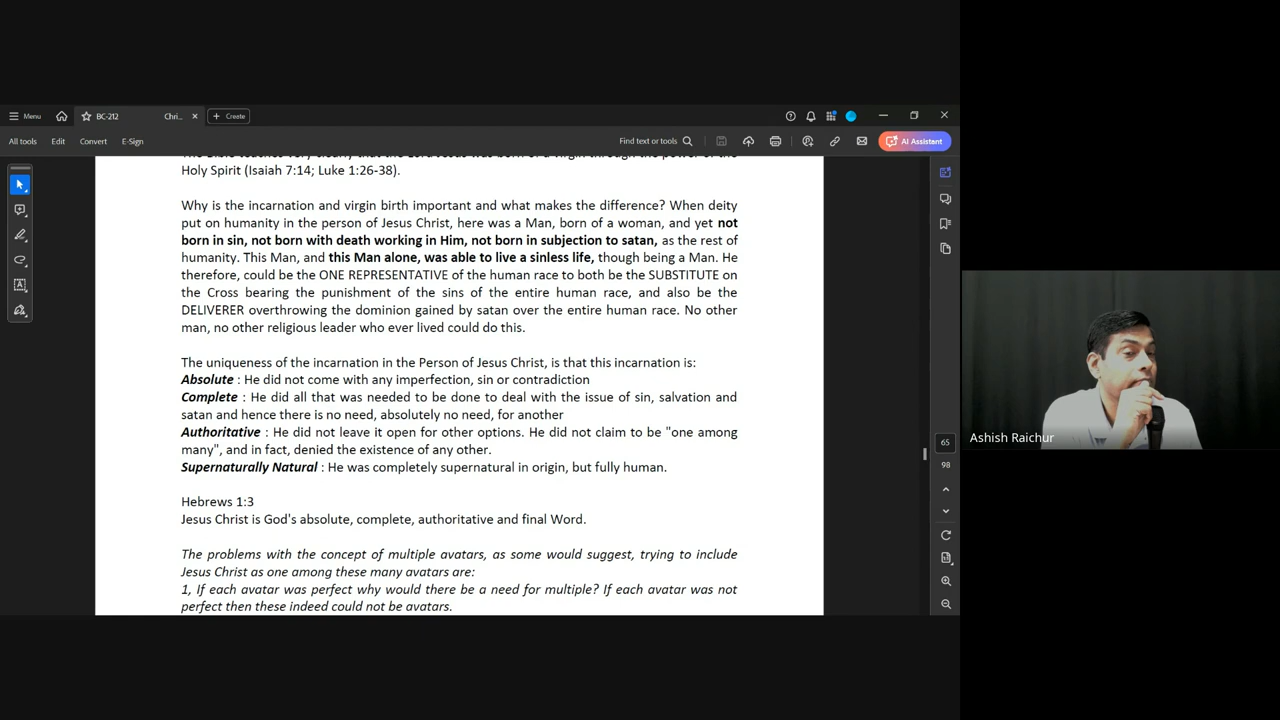 Menu
BC-212
Chri...
Create
All tools
Edit
Convert
E-Sign
Find text or tools
AI Assistant
Holy Spirit (Isaiah 7:14; Luke 1:26-38).
Why is the incarnation and virgin birth important and what makes the difference? When deity
put on humanity in the person of Jesus Christ, here was a Man, born of a woman, and yet not
born in sin, not born with death working in Him, not born in subjection to satan, as the rest of
humanity. This Man, and this Man alone, was able to live a sinless life, though being a Man. He
therefore, could be the ONE REPRESENTATIVE of the human race to both be the SUBSTITUTE on
the Cross bearing the punishment of the sins of the entire human race, and also be the
DELIVERER overthrowing the dominion gained by satan over the entire human race. No other
man, no other religious leader who ever lived could do this.
The uniqueness of the incarnation in the Person of Jesus Christ, is that this incarnation is:
Absolute : He did not come with any imperfection, sin or contradiction
Complete : He did all that was needed to be done to deal with the issue of sin, salvation and
satan and hence there is no need, absolutely no need, for another
Authoritative : He did not leave it open for other options. He did not claim to be "one among
many", and in fact, denied the existence of any other.
Supernaturally Natural : He was completely supernatural in origin, but fully human.
Hebrews 1:3
Jesus Christ is God's absolute, complete, authoritative and final Word.
The problems with the concept of multiple avatars, as some would suggest, trying to include
Jesus Christ as one among these many avatars are:
1, If each avatar was perfect why would there be a need for multiple? If each avatar was not
perfect then these indeed could not be avatars.
65
98
Ashish Raichur